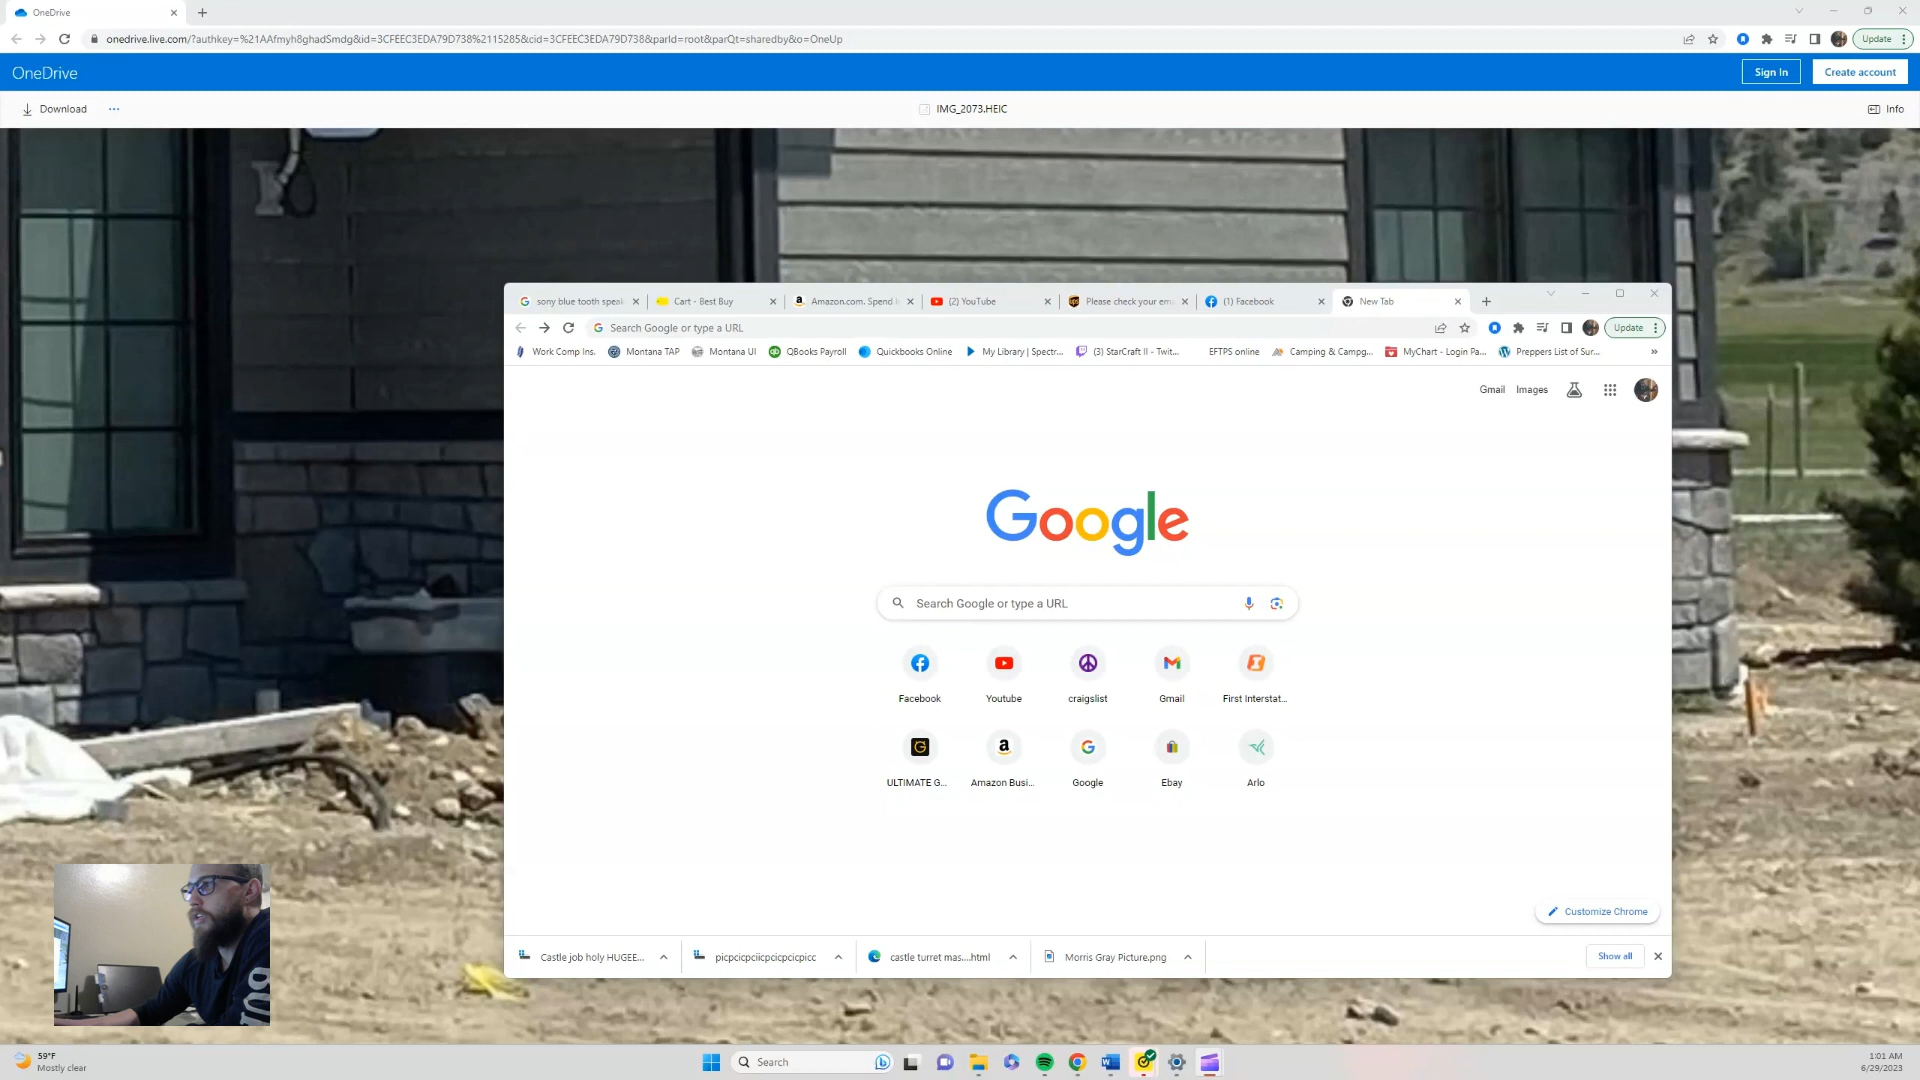 OneDrive
onedrive.live.com/?authkey=%21AAfmyh8ghadSmdg&id=3CFEEC3EDA79D738%2115285&cid=3CFEEC3EDA79D738&parId=root&parQt=sharedby&o=OneUp
Update
OneDrive
Sign In
Create account
Download
IMG_2073.HEIC
Info
sony blue tooth speak
Cart - Best Buy
Amazon.com. Spend l
(2) YouTube
Please check your ema
(1) Facebook
New Tab
Search Google or type a URL
Update
Work Comp Ins.
Montana TAP
Montana UI
QBooks Payroll
Quickbooks Online
My Library | Spectr...
(3) StarCraft II - Twit...
EFTPS online
Camping & Campg...
MyChart - Login Pa...
Preppers List of Sur...
Gmail
Images
Google
Search Google or type a URL
Facebook
Youtube
craigslist
Gmail
First Interstat...
ULTIMATE G...
Amazon Busi...
Google
Ebay
Arlo
Customize Chrome
Castle job holy HUGEE...
picpcicpciicpcicpcicpicc
castle turret mas....html
Morris Gray Picture.png
Show all
59°F
Mostly clear
Search
1:01 AM
6/29/2023